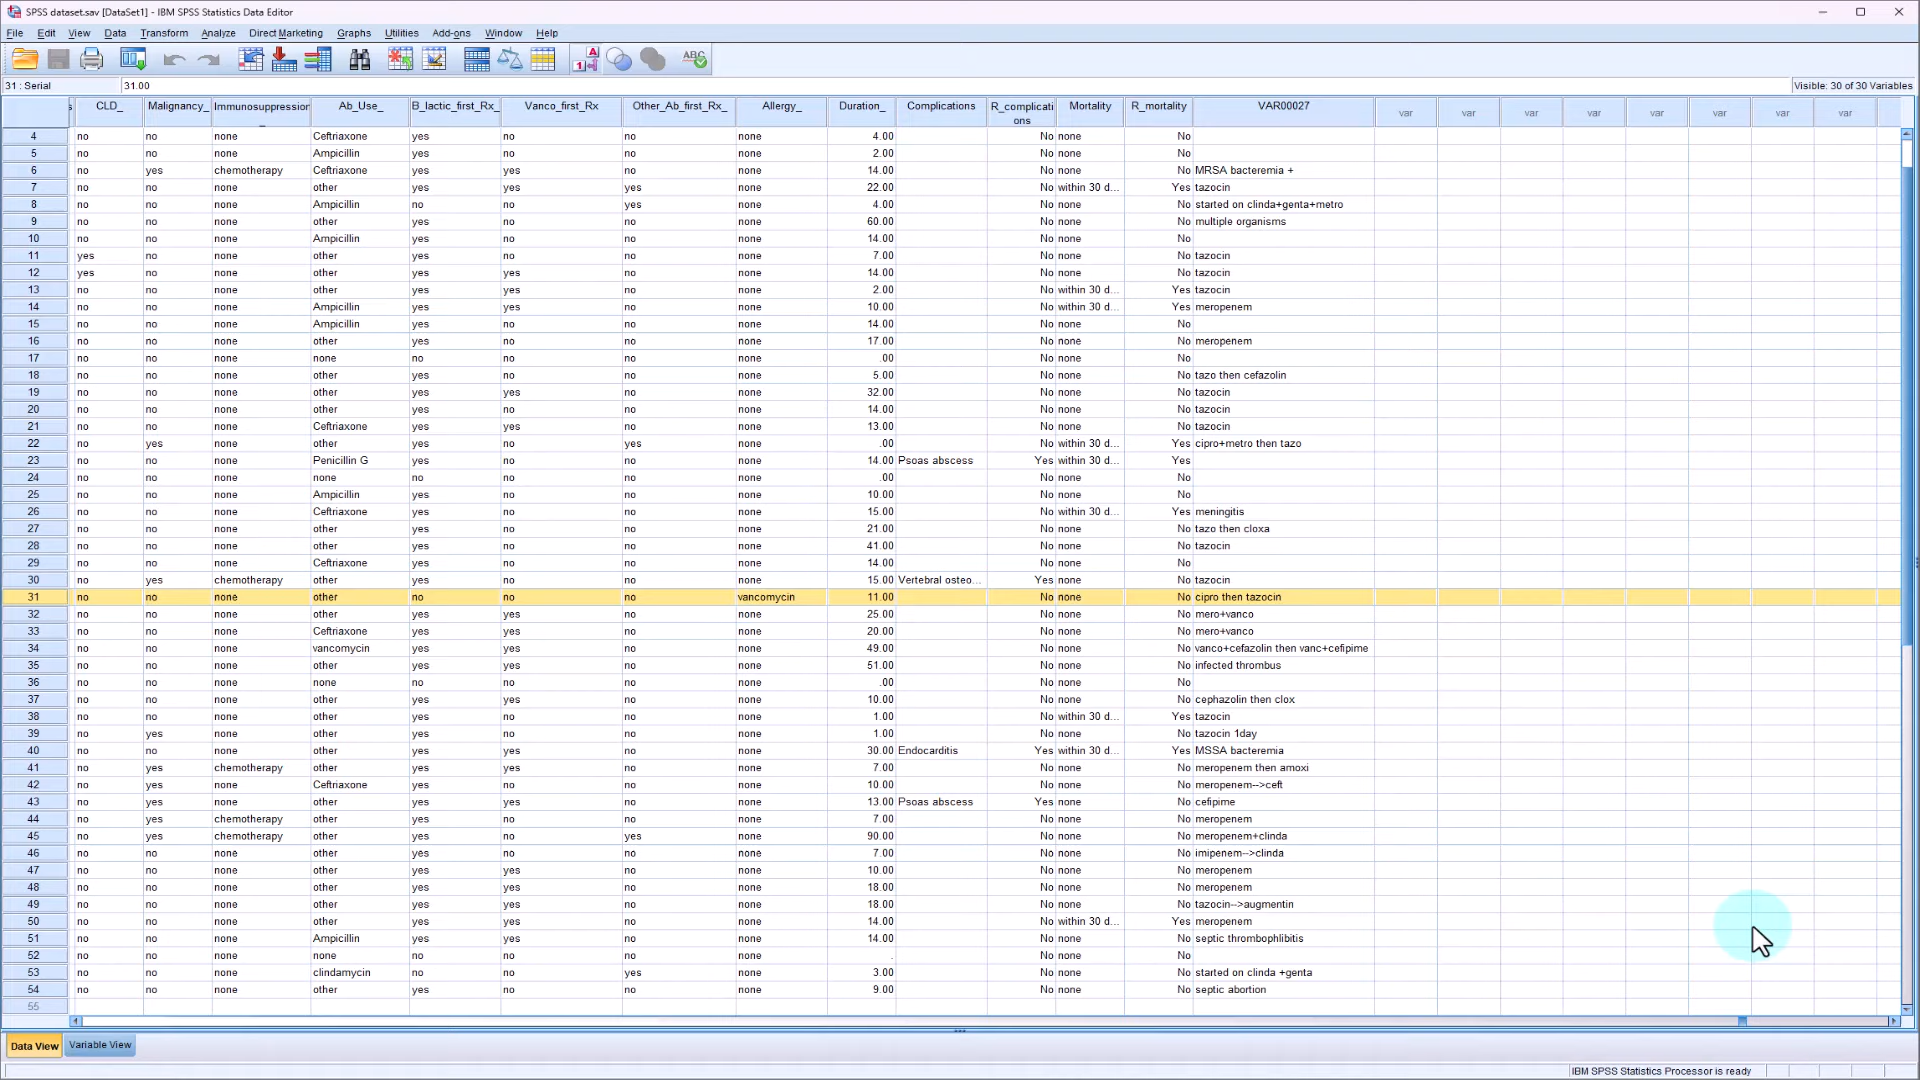 SPSS dataset.sav [DataSet1] - IBM SPSS Statistics Data Editor
File Edit View Data Transform Analyze Direct Marketing Graphs Utilities Add-ons Window Help
31 : Serial 31.00 Visible: 30 of 30 Variables
CLD_ Malignancy_ Immunosuppression_ Ab_Use_ B_lactic_first_Rx_ Vanco_first_Rx Other_Ab_first_Rx_ Allergy_ Duration_ Complications R_complications Mortality R_mortality VAR00027 var var var var var var var var
4 no no none Ceftriaxone yes no no none 4.00 No none No
5 no no none Ampicillin yes no no none 2.00 No none No
6 no yes chemotherapy Ceftriaxone yes yes no none 14.00 No none No MRSA bacteremia +
7 no no none other yes yes yes none 22.00 No within 30 d... Yes tazocin
8 no no none Ampicillin no no yes none 4.00 No none No started on clinda+genta+metro
9 no no none other yes no no none 60.00 No none No multiple organisms
10 no no none Ampicillin yes no no none 14.00 No none No
11 yes no none other yes no no none 7.00 No none No tazocin
12 yes no none other yes yes no none 14.00 No none No tazocin
13 no no none other yes yes no none 2.00 No within 30 d... Yes tazocin
14 no no none Ampicillin yes yes no none 10.00 No within 30 d... Yes meropenem
15 no no none Ampicillin yes no no none 14.00 No none No
16 no no none other yes no no none 17.00 No none No meropenem
17 no no none none no no no none .00 No none No
18 no no none other yes no no none 5.00 No none No tazo then cefazolin
19 no no none other yes yes no none 32.00 No none No tazocin
20 no no none other yes no no none 14.00 No none No tazocin
21 no no none Ceftriaxone yes yes no none 13.00 No none No tazocin
22 no yes none other yes no yes none .00 No within 30 d... Yes cipro+metro then tazo
23 no no none Penicillin G yes no no none 14.00 Psoas abscess Yes within 30 d... Yes
24 no no none none no no no none .00 No none No
25 no no none Ampicillin yes no no none 10.00 No none No
26 no no none Ceftriaxone yes no no none 15.00 No within 30 d... Yes meningitis
27 no no none other yes no no none 21.00 No none No tazo then cloxa
28 no no none other yes no no none 41.00 No none No tazocin
29 no no none Ceftriaxone yes no no none 14.00 No none No
30 no yes chemotherapy other yes no no none 15.00 Vertebral osteo... Yes none No tazocin
31 no no none other no no no vancomycin 11.00 No none No cipro then tazocin
32 no no none other yes yes no none 25.00 No none No mero+vanco
33 no no none Ceftriaxone yes yes no none 20.00 No none No mero+vanco
34 no no none vancomycin yes yes no none 49.00 No none No vanco+cefazolin then vanc+cefipime
35 no no none other yes yes no none 51.00 No none No infected thrombus
36 no no none none no no no none .00 No none No
37 no no none other yes yes no none 10.00 No none No cephazolin then clox
38 no no none other yes no no none 1.00 No within 30 d... Yes tazocin
39 no yes none other yes no no none 1.00 No none No tazocin 1day
40 no no none other yes yes no none 30.00 Endocarditis Yes within 30 d... Yes MSSA bacteremia
41 no yes chemotherapy other yes yes no none 7.00 No none No meropenem then amoxi
42 no yes none Ceftriaxone yes no no none 10.00 No none No meropenem-->ceft
43 no yes none other yes yes no none 13.00 Psoas abscess Yes none No cefipime
44 no yes chemotherapy other yes no no none 7.00 No none No meropenem
45 no yes chemotherapy other yes no yes none 90.00 No none No meropenem+clinda
46 no no none other yes no no none 7.00 No none No imipenem-->clinda
47 no no none other yes yes no none 10.00 No none No meropenem
48 no no none other yes yes no none 18.00 No none No meropenem
49 no no none other yes yes no none 18.00 No none No tazocin-->augmentin
50 no no none other yes yes no none 14.00 No within 30 d... Yes meropenem
51 no no none Ampicillin yes yes no none 14.00 No none No septic thrombophlibitis
52 no no none none no no no none . No none No
53 no no none clindamycin no no yes none 3.00 No none No started on clinda +genta
54 no no none other yes no no none 9.00 No none No septic abortion
55
Data View Variable View
IBM SPSS Statistics Processor is ready